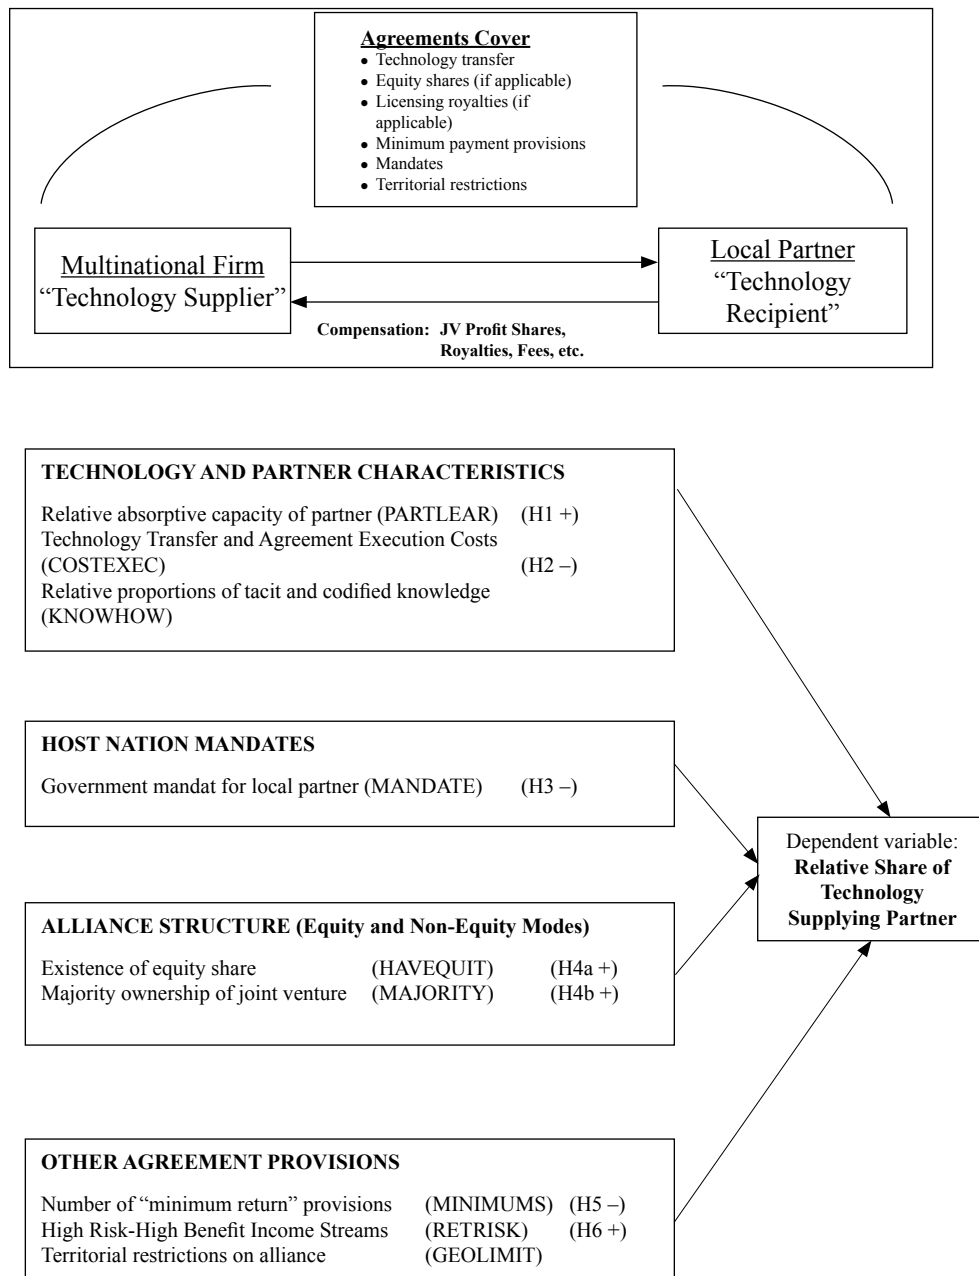 Agreements Cover
• Technology transfer
• Equity shares (if applicable)
• Licensing royalties (if
applicable)
• Minimum payment provisions
• Mandates
• Territorial restrictions
Multinational Firm
“Technology Supplier”
Local Partner
“Technology
Recipient”
Compensation: JV Profit Shares,
Royalties, Fees, etc.
TECHNOLOGY AND PARTNER CHARACTERISTICS
Relative absorptive capacity of partner (PARTLEAR) (H1 +)
Technology Transfer and Agreement Execution Costs
(COSTEXEC) (H2 –)
Relative proportions of tacit and codified knowledge
(KNOWHOW)
HOST NATION MANDATES
Government mandat for local partner (MANDATE) (H3 –)
ALLIANCE STRUCTURE (Equity and Non-Equity Modes)
Existence of equity share (HAVEQUIT) (H4a +)
Majority ownership of joint venture (MAJORITY) (H4b +)
OTHER AGREEMENT PROVISIONS
Number of “minimum return” provisions (MINIMUMS) (H5 –)
High Risk-High Benefit Income Streams (RETRISK) (H6 +)
Territorial restrictions on alliance (GEOLIMIT)
Dependent variable:
Relative Share of
Technology
Supplying Partner